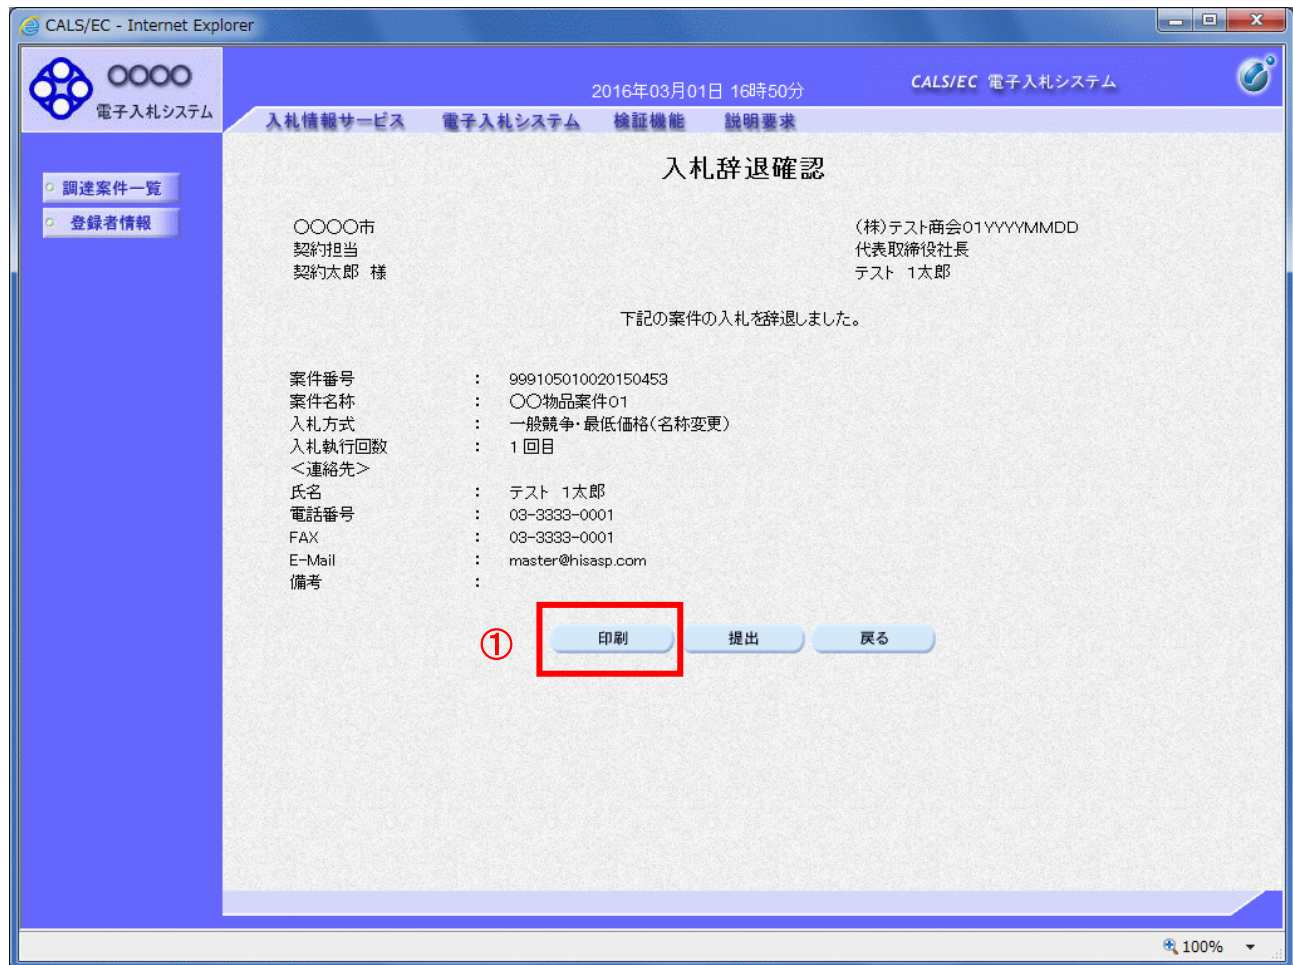 CALS/EC - Internet Explorer
〇〇〇〇
電子入札システム
2016年03月01日 16時50分
CALS/EC 電子入札システム
入札情報サービス 電子入札システム 検証機能 説明要求
調達案件一覧
登録者情報
入札辞退確認
〇〇〇〇市
契約担当
契約太郎 様
(株)テスト商会01YYYYMMDD
代表取締役社長
テスト 1太郎
下記の案件の入札を辞退しました。
案件番号 : 999105010020150453
案件名称 : 〇〇物品案件01
入札方式 : 一般競争・最低価格(名称変更)
入札執行回数 : 1回目
<連絡先>
氏名 : テスト 1太郎
電話番号 : 03-3333-0001
FAX : 03-3333-0001
E-Mail : master@hisasp.com
備考 :
① 印刷 提出 戻る
100%